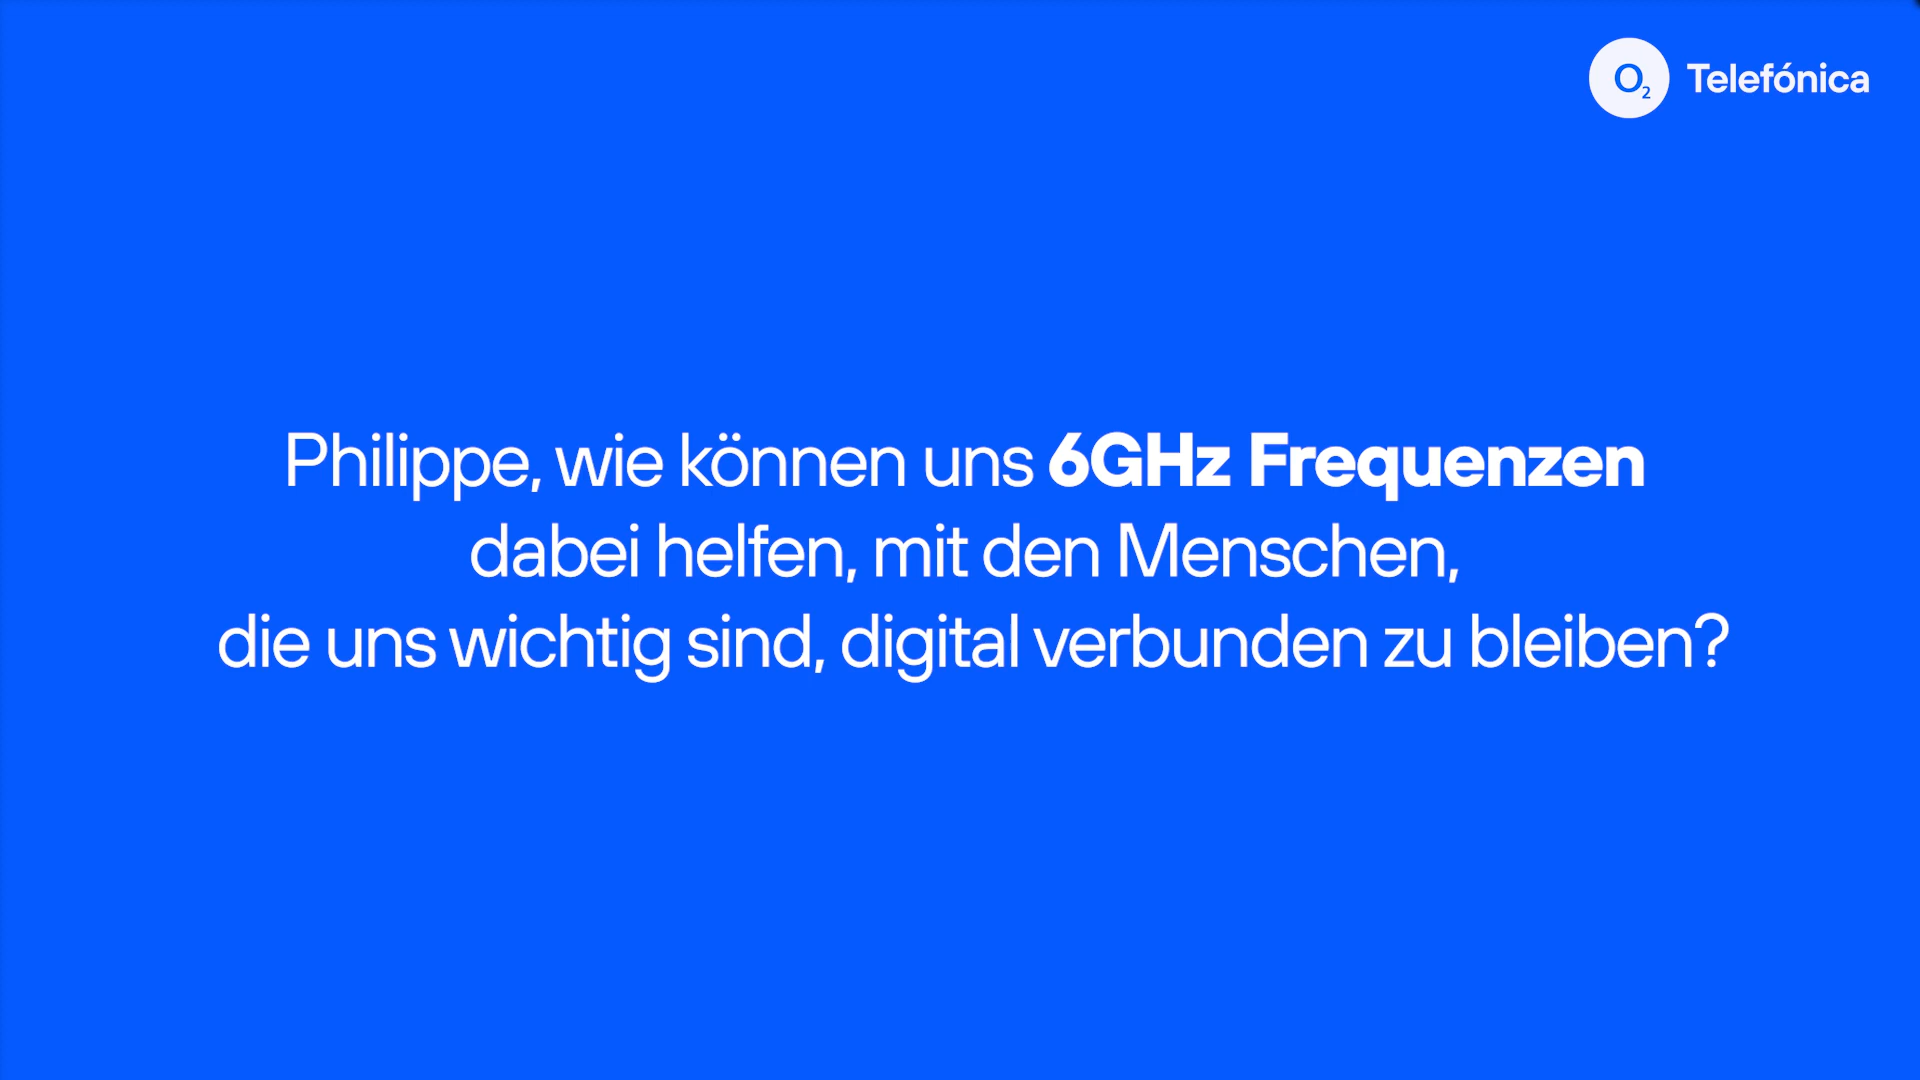 O2 Telefónica
Philippe, wie können uns 6GHz Frequenzen
dabei helfen, mit den Menschen,
die uns wichtig sind, digital verbunden zu bleiben?